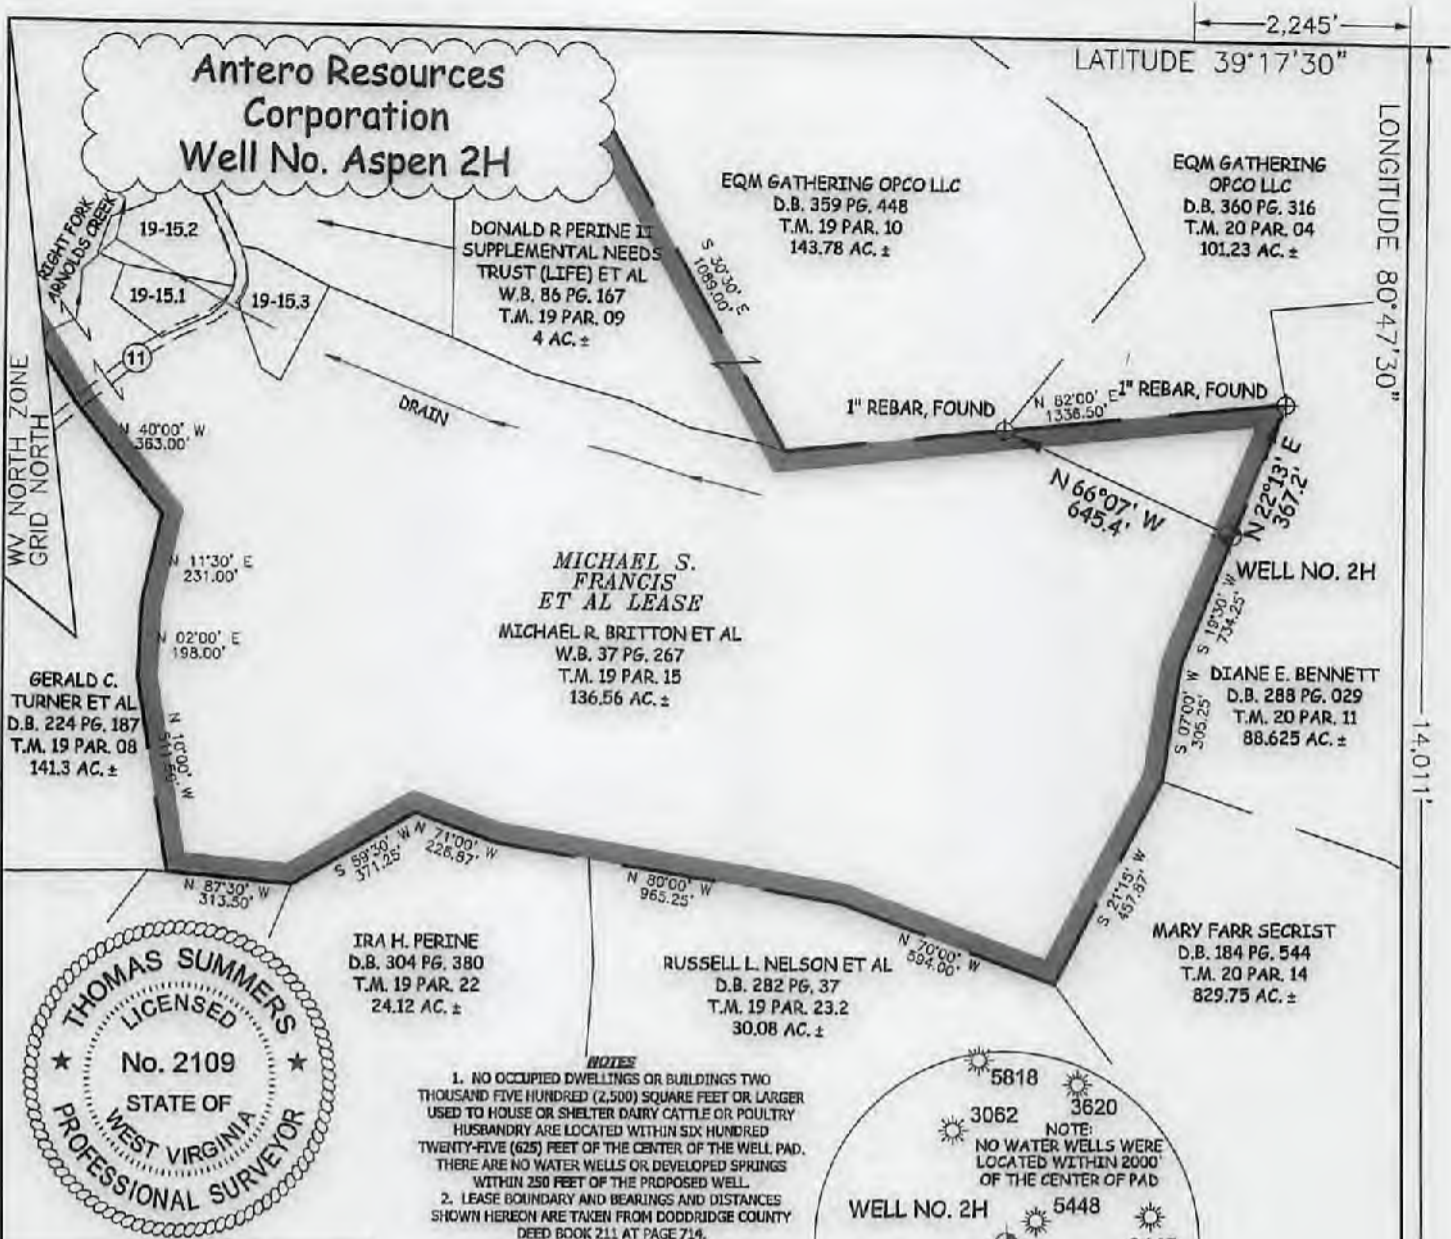 2,245'
LATITUDE 39°17'30"
LONGITUDE 80°47'30"
14,011'
Antero Resources
Corporation
Well No. Aspen 2H
RIGHT FORK
ARNOLDS CREEK
19-15.2
19-15.1
19-15.3
11
DONALD R PERINE II
SUPPLEMENTAL NEEDS
TRUST (LIFE) ET AL
W.B. 86 PG. 167
T.M. 19 PAR. 09
4 AC. ±
S 30°30' E
1089.00'
EQM GATHERING OPCO LLC
D.B. 359 PG. 448
T.M. 19 PAR. 10
143.78 AC. ±
EQM GATHERING
OPCO LLC
D.B. 360 PG. 316
T.M. 20 PAR. 04
101.23 AC. ±
WV NORTH ZONE
GRID NORTH
DRAIN
1" REBAR, FOUND
N 82°00' E
1336.50'
1" REBAR, FOUND
N 40°00' W
363.00'
N 66°07' W
645.4'
N 22°13' E
367.2'
WELL NO. 2H
N 11°30' E
231.00'
N 02°00' E
198.00'
MICHAEL S.
FRANCIS
ET AL LEASE
MICHAEL R. BRITTON ET AL
W.B. 37 PG. 267
T.M. 19 PAR. 15
136.56 AC. ±
S 19°30' W
734.25'
S 07°00' W
305.25'
DIANE E. BENNETT
D.B. 288 PG. 029
T.M. 20 PAR. 11
88.625 AC. ±
GERALD C.
TURNER ET AL
D.B. 224 PG. 187
T.M. 19 PAR. 08
141.3 AC. ±
N 10°00' W
511.50'
N 87°30' W
313.50'
S 59°30' W
371.25'
N 71°00' W
N 80°00' W
965.25'
N 70°00' W
594.00'
S 21°15' W
457.87'
MARY FARR SECRIST
D.B. 184 PG. 544
T.M. 20 PAR. 14
829.75 AC. ±
IRA H. PERINE
D.B. 304 PG. 380
T.M. 19 PAR. 22
24.12 AC. ±
RUSSELL L. NELSON ET AL
D.B. 282 PG. 37
T.M. 19 PAR. 23.2
30.08 AC. ±
THOMAS SUMMERS
LICENSED
No. 2109
STATE OF
WEST VIRGINIA
PROFESSIONAL SURVEYOR
NOTES
1. NO OCCUPIED DWELLINGS OR BUILDINGS TWO
THOUSAND FIVE HUNDRED (2,500) SQUARE FEET OR LARGER
USED TO HOUSE OR SHELTER DAIRY CATTLE OR POULTRY
HUSBANDRY ARE LOCATED WITHIN SIX HUNDRED
TWENTY-FIVE (625) FEET OF THE CENTER OF THE WELL PAD.
THERE ARE NO WATER WELLS OR DEVELOPED SPRINGS
WITHIN 250 FEET OF THE PROPOSED WELL.
2. LEASE BOUNDARY AND BEARINGS AND DISTANCES
SHOWN HEREON ARE TAKEN FROM DODDRIDGE COUNTY
DEED BOOK 211 AT PAGE 714.
5818
3620
3062
NOTE:
NO WATER WELLS WERE
LOCATED WITHIN 2000'
OF THE CENTER OF PAD
WELL NO. 2H
5448